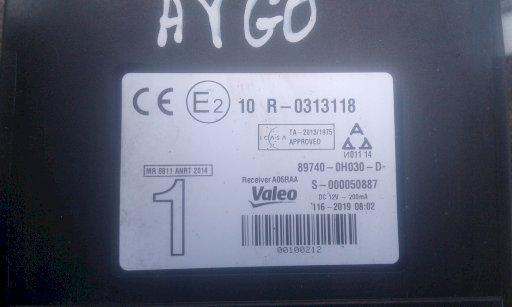 AYGO
CE E2 10 R-0313118
ICASA TA-2013/1975
APPROVED
A
И011 14
MR 8811 ANRT 2014
89740-0H030-D-
1
Receiver A06RAA
Valeo
S-000050887
DC 12V - 200mA
116-2019 08:02
00100212